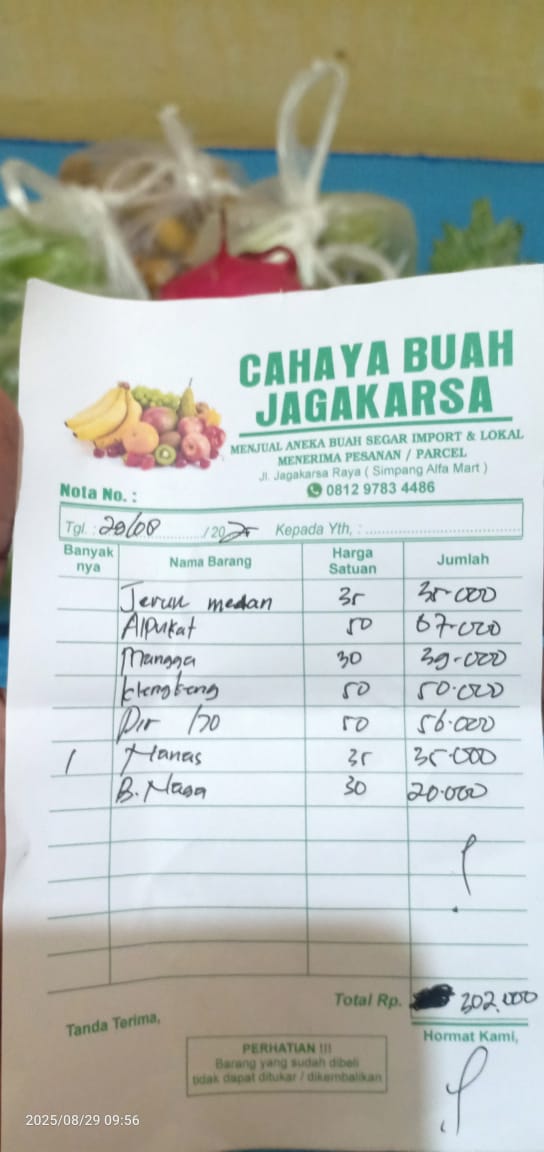 CAHAYA BUAH
JAGAKARSA
MENJUAL ANEKA BUAH SEGAR IMPORT & LOKAL
MENERIMA PESANAN / PARCEL
Jl. Jagakarsa Raya ( Simpang Alfa Mart )
0812 9783 4486
Nota No. :
Tgl. : 29/08 / 2025 Kepada Yth, :
Banyak nya Nama Barang Harga Satuan Jumlah
Jeruk medan 35 35.000
Alpukat 50 67.000
Mangga 30 39.000
klengkeng 50 50.000
Pir 50 56.000
1 Nanas 35 35.000
B. Naga 30 20.000
Total Rp. 302.000
Tanda Terima,
Hormat Kami,
PERHATIAN !!!
Barang yang sudah dibeli
tidak dapat ditukar / dikembalikan
2025/08/29 09:56